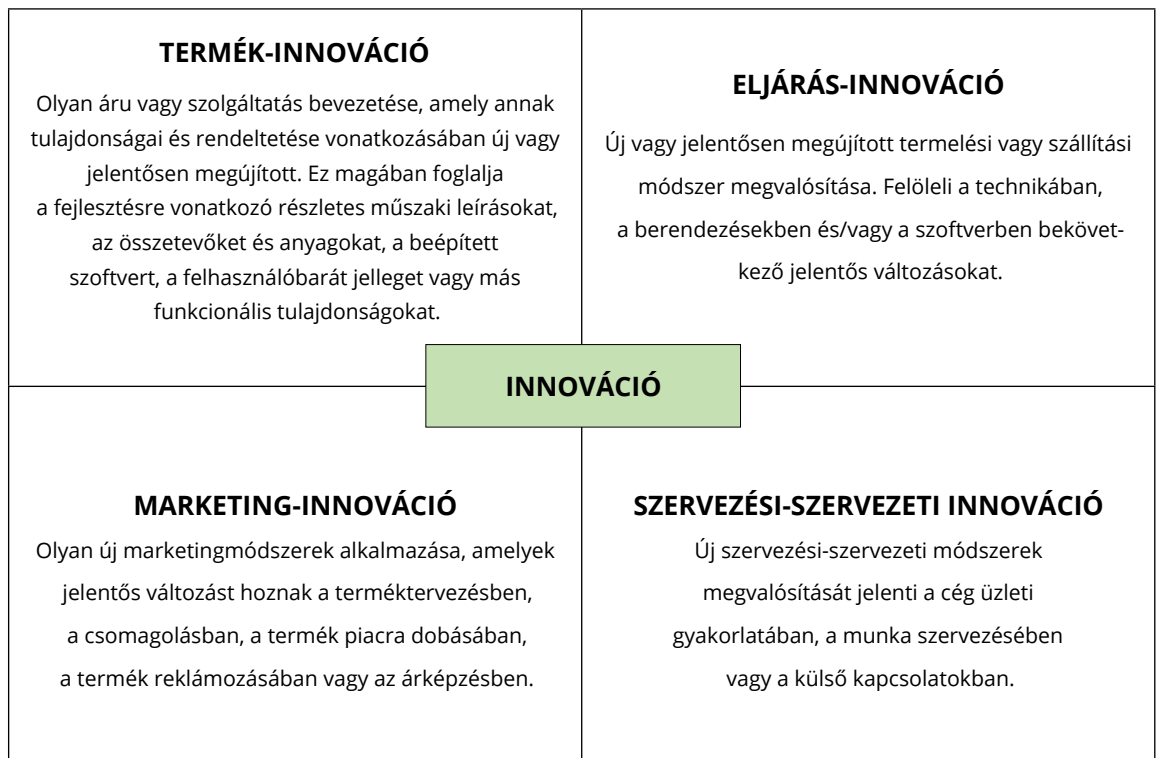 TERMÉK-INNOVÁCIÓ
Olyan áru vagy szolgáltatás bevezetése, amely annak
tulajdonságai és rendeltetése vonatkozásában új vagy
jelentősen megújított. Ez magában foglalja
a fejlesztésre vonatkozó részletes műszaki leírásokat,
az összetevőket és anyagokat, a beépített
szoftvert, a felhasználóbarát jelleget vagy más
funkcionális tulajdonságokat.
ELJÁRÁS-INNOVÁCIÓ
Új vagy jelentősen megújított termelési vagy szállítási
módszer megvalósítása. Felöleli a technikában,
a berendezésekben és/vagy a szoftverben bekövet-
kező jelentős változásokat.
INNOVÁCIÓ
MARKETING-INNOVÁCIÓ
Olyan új marketingmódszerek alkalmazása, amelyek
jelentős változást hoznak a terméktervezésben,
a csomagolásban, a termék piacra dobásában,
a termék reklámozásában vagy az árképzésben.
SZERVEZÉSI-SZERVEZETI INNOVÁCIÓ
Új szervezési-szervezeti módszerek
megvalósítását jelenti a cég üzleti
gyakorlatában, a munka szervezésében
vagy a külső kapcsolatokban.